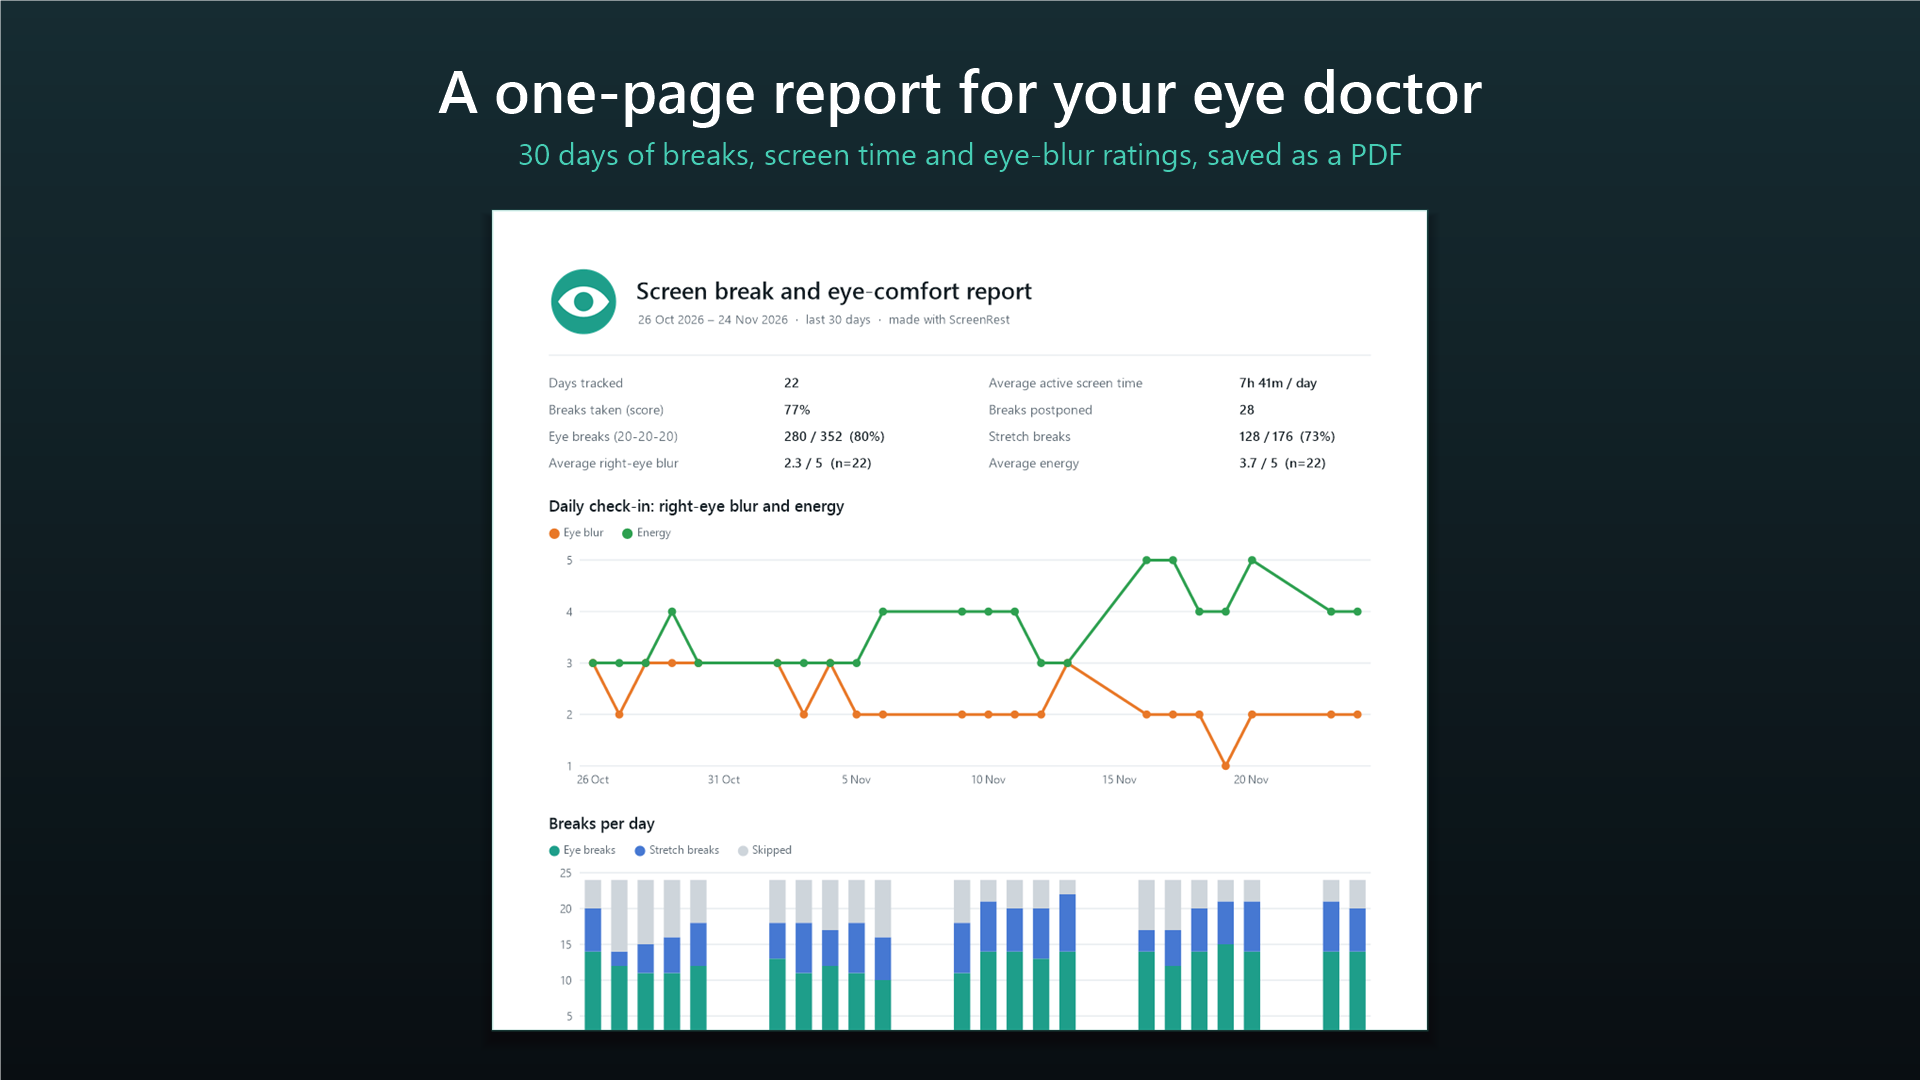 A one-page report for your eye doctor
30 days of breaks, screen time and eye-blur ratings, saved as a PDF
Screen break and eye-comfort report
26 Oct 2026 – 24 Nov 2026 · last 30 days · made with ScreenRest
Days tracked 22 Average active screen time 7h 41m / day
Breaks taken (score) 77% Breaks postponed 28
Eye breaks (20-20-20) 280 / 352 (80%) Stretch breaks 128 / 176 (73%)
Average right-eye blur 2.3 / 5 (n=22) Average energy 3.7 / 5 (n=22)
Daily check-in: right-eye blur and energy
Eye blur Energy
5
4
3
2
1
26 Oct 31 Oct 5 Nov 10 Nov 15 Nov 20 Nov
Breaks per day
Eye breaks Stretch breaks Skipped
25
20
15
10
5